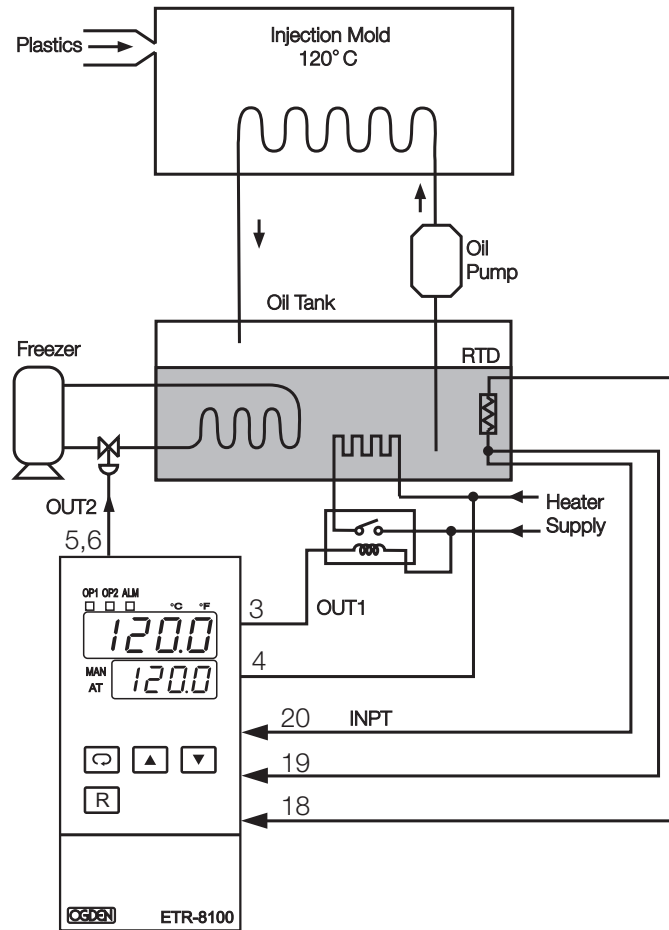 Injection Mold
120° C
Plastics
Oil
Pump
Oil Tank
Freezer
RTD
OUT2
5,6
Heater
Supply
OP1 OP2 ALM °C °F
120.0
MAN
AT
120.0
3
OUT1
4
20 INPT
19
18
R
OGDEN
ETR-8100